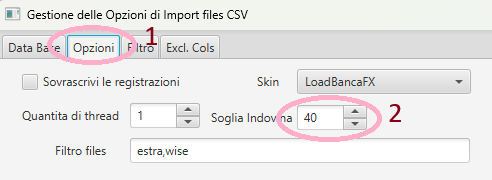 Gestione delle Opzioni di Import files CSV
1
Data Base Opzioni Filtro Excl. Cols
Sovrascrivi le registrazioni Skin LoadBancaFX
Quantita di thread 1 Soglia Indovina 40 2
Filtro files estra,wise